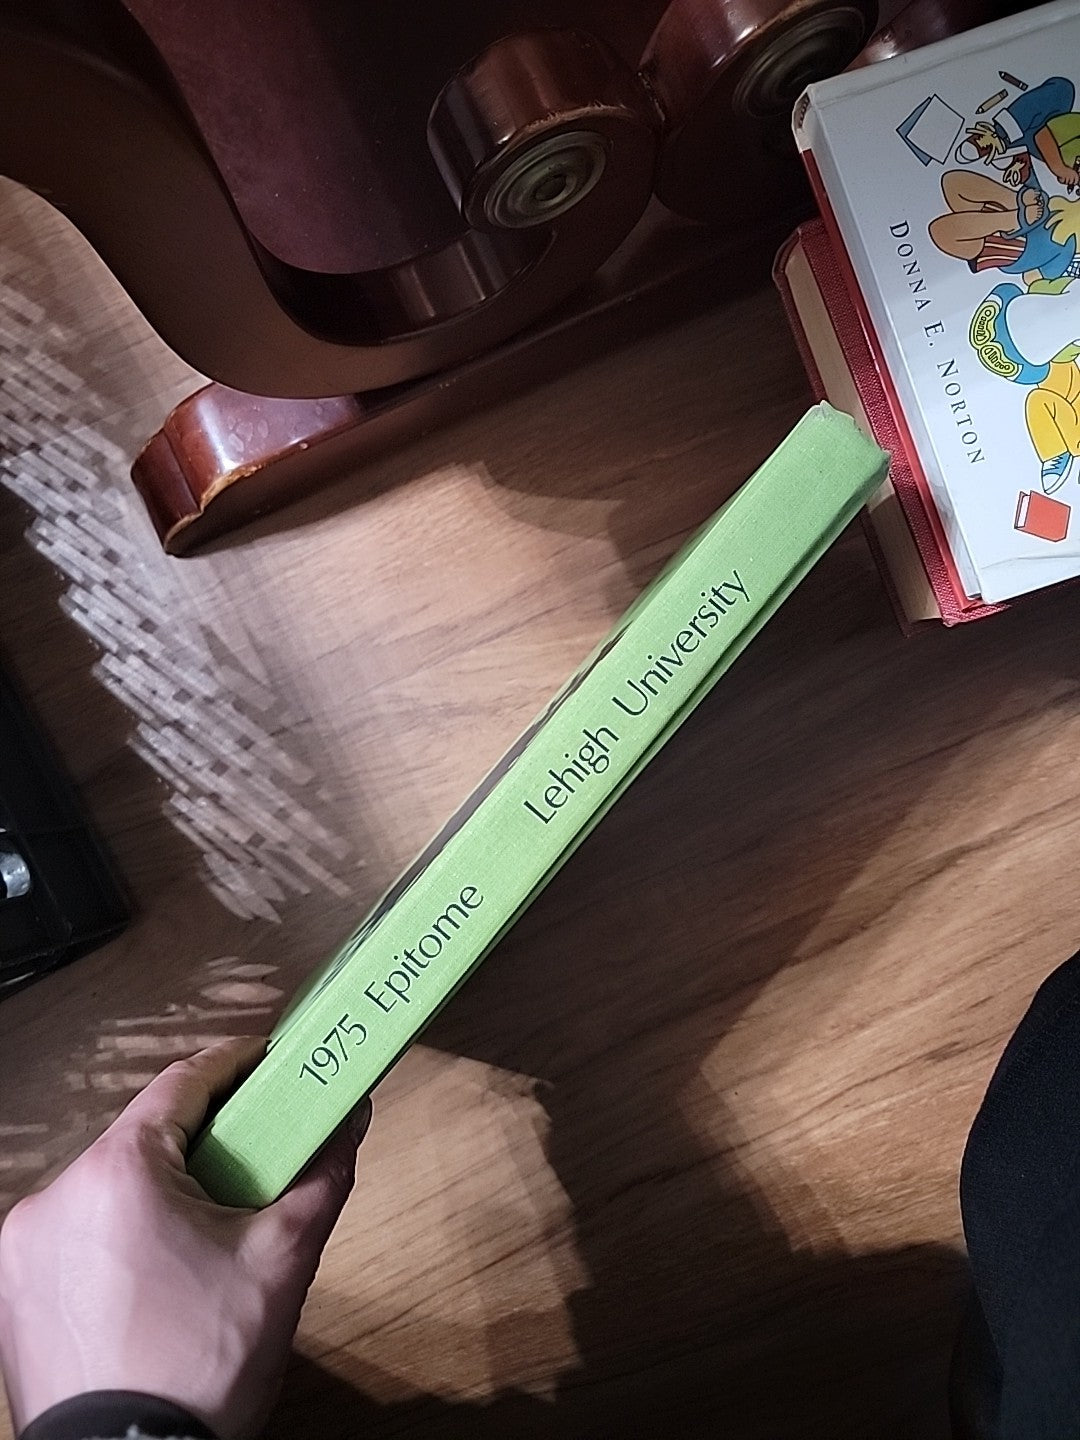 1975 Epitome Lehigh University
DONNA E. NORTON